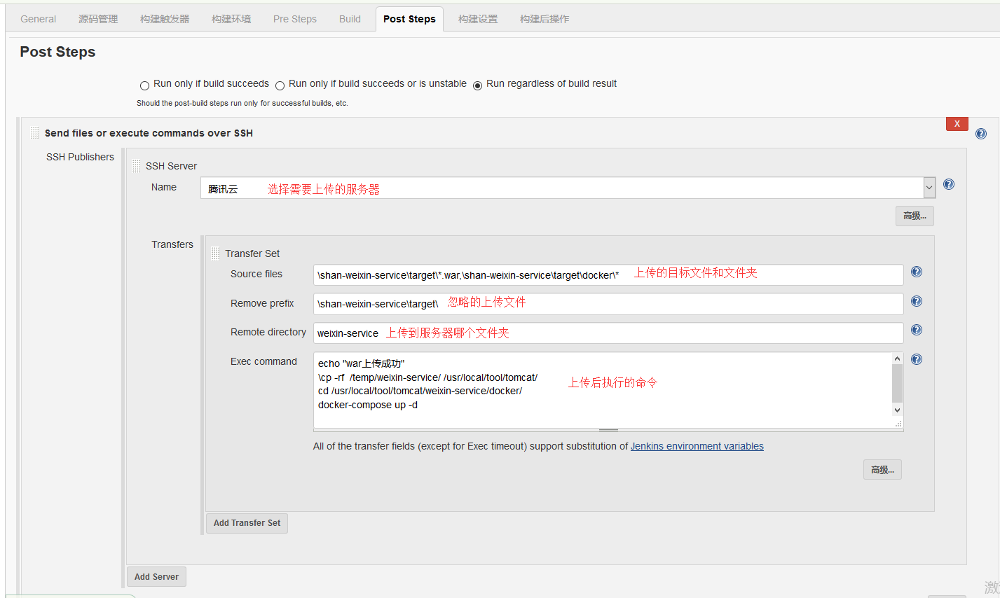 General 源码管理 构建触发器 构建环境 Pre Steps Build Post Steps 构建设置 构建后操作
Post Steps
Run only if build succeeds Run only if build succeeds or is unstable Run regardless of build result
Should the post-build steps run only for successful builds, etc.
X
Send files or execute commands over SSH
SSH Publishers
SSH Server
Name 腾讯云 选择需要上传的服务器
高级...
Transfers
Transfer Set
Source files \shan-weixin-service\target\*.war,\shan-weixin-service\target\docker\* 上传的目标文件和文件夹
Remove prefix \shan-weixin-service\target\ 忽略的上传文件
Remote directory weixin-service 上传到服务器哪个文件夹
Exec command echo "war上传成功"
\cp -rf  /temp/weixin-service/ /usr/local/tool/tomcat/
上传后执行的命令
cd /usr/local/tool/tomcat/weixin-service/docker/
docker-compose up -d
All of the transfer fields (except for Exec timeout) support substitution of Jenkins environment variables
高级...
Add Transfer Set
Add Server
激